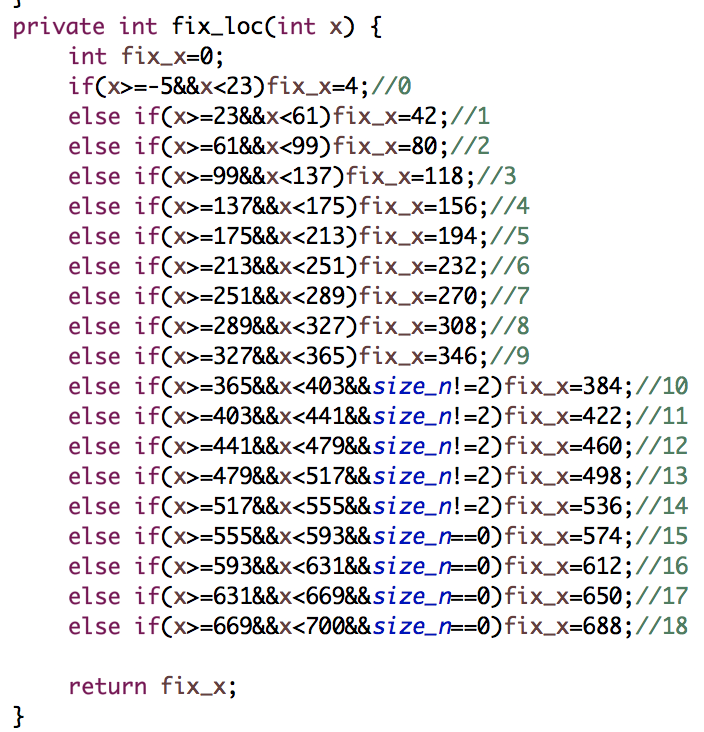 }
private int fix_loc(int x) {
    int fix_x=0;
    if(x>=-5&&x<23)fix_x=4;//0
    else if(x>=23&&x<61)fix_x=42;//1
    else if(x>=61&&x<99)fix_x=80;//2
    else if(x>=99&&x<137)fix_x=118;//3
    else if(x>=137&&x<175)fix_x=156;//4
    else if(x>=175&&x<213)fix_x=194;//5
    else if(x>=213&&x<251)fix_x=232;//6
    else if(x>=251&&x<289)fix_x=270;//7
    else if(x>=289&&x<327)fix_x=308;//8
    else if(x>=327&&x<365)fix_x=346;//9
    else if(x>=365&&x<403&&size_n!=2)fix_x=384;//10
    else if(x>=403&&x<441&&size_n!=2)fix_x=422;//11
    else if(x>=441&&x<479&&size_n!=2)fix_x=460;//12
    else if(x>=479&&x<517&&size_n!=2)fix_x=498;//13
    else if(x>=517&&x<555&&size_n!=2)fix_x=536;//14
    else if(x>=555&&x<593&&size_n==0)fix_x=574;//15
    else if(x>=593&&x<631&&size_n==0)fix_x=612;//16
    else if(x>=631&&x<669&&size_n==0)fix_x=650;//17
    else if(x>=669&&x<700&&size_n==0)fix_x=688;//18
    return fix_x;
}